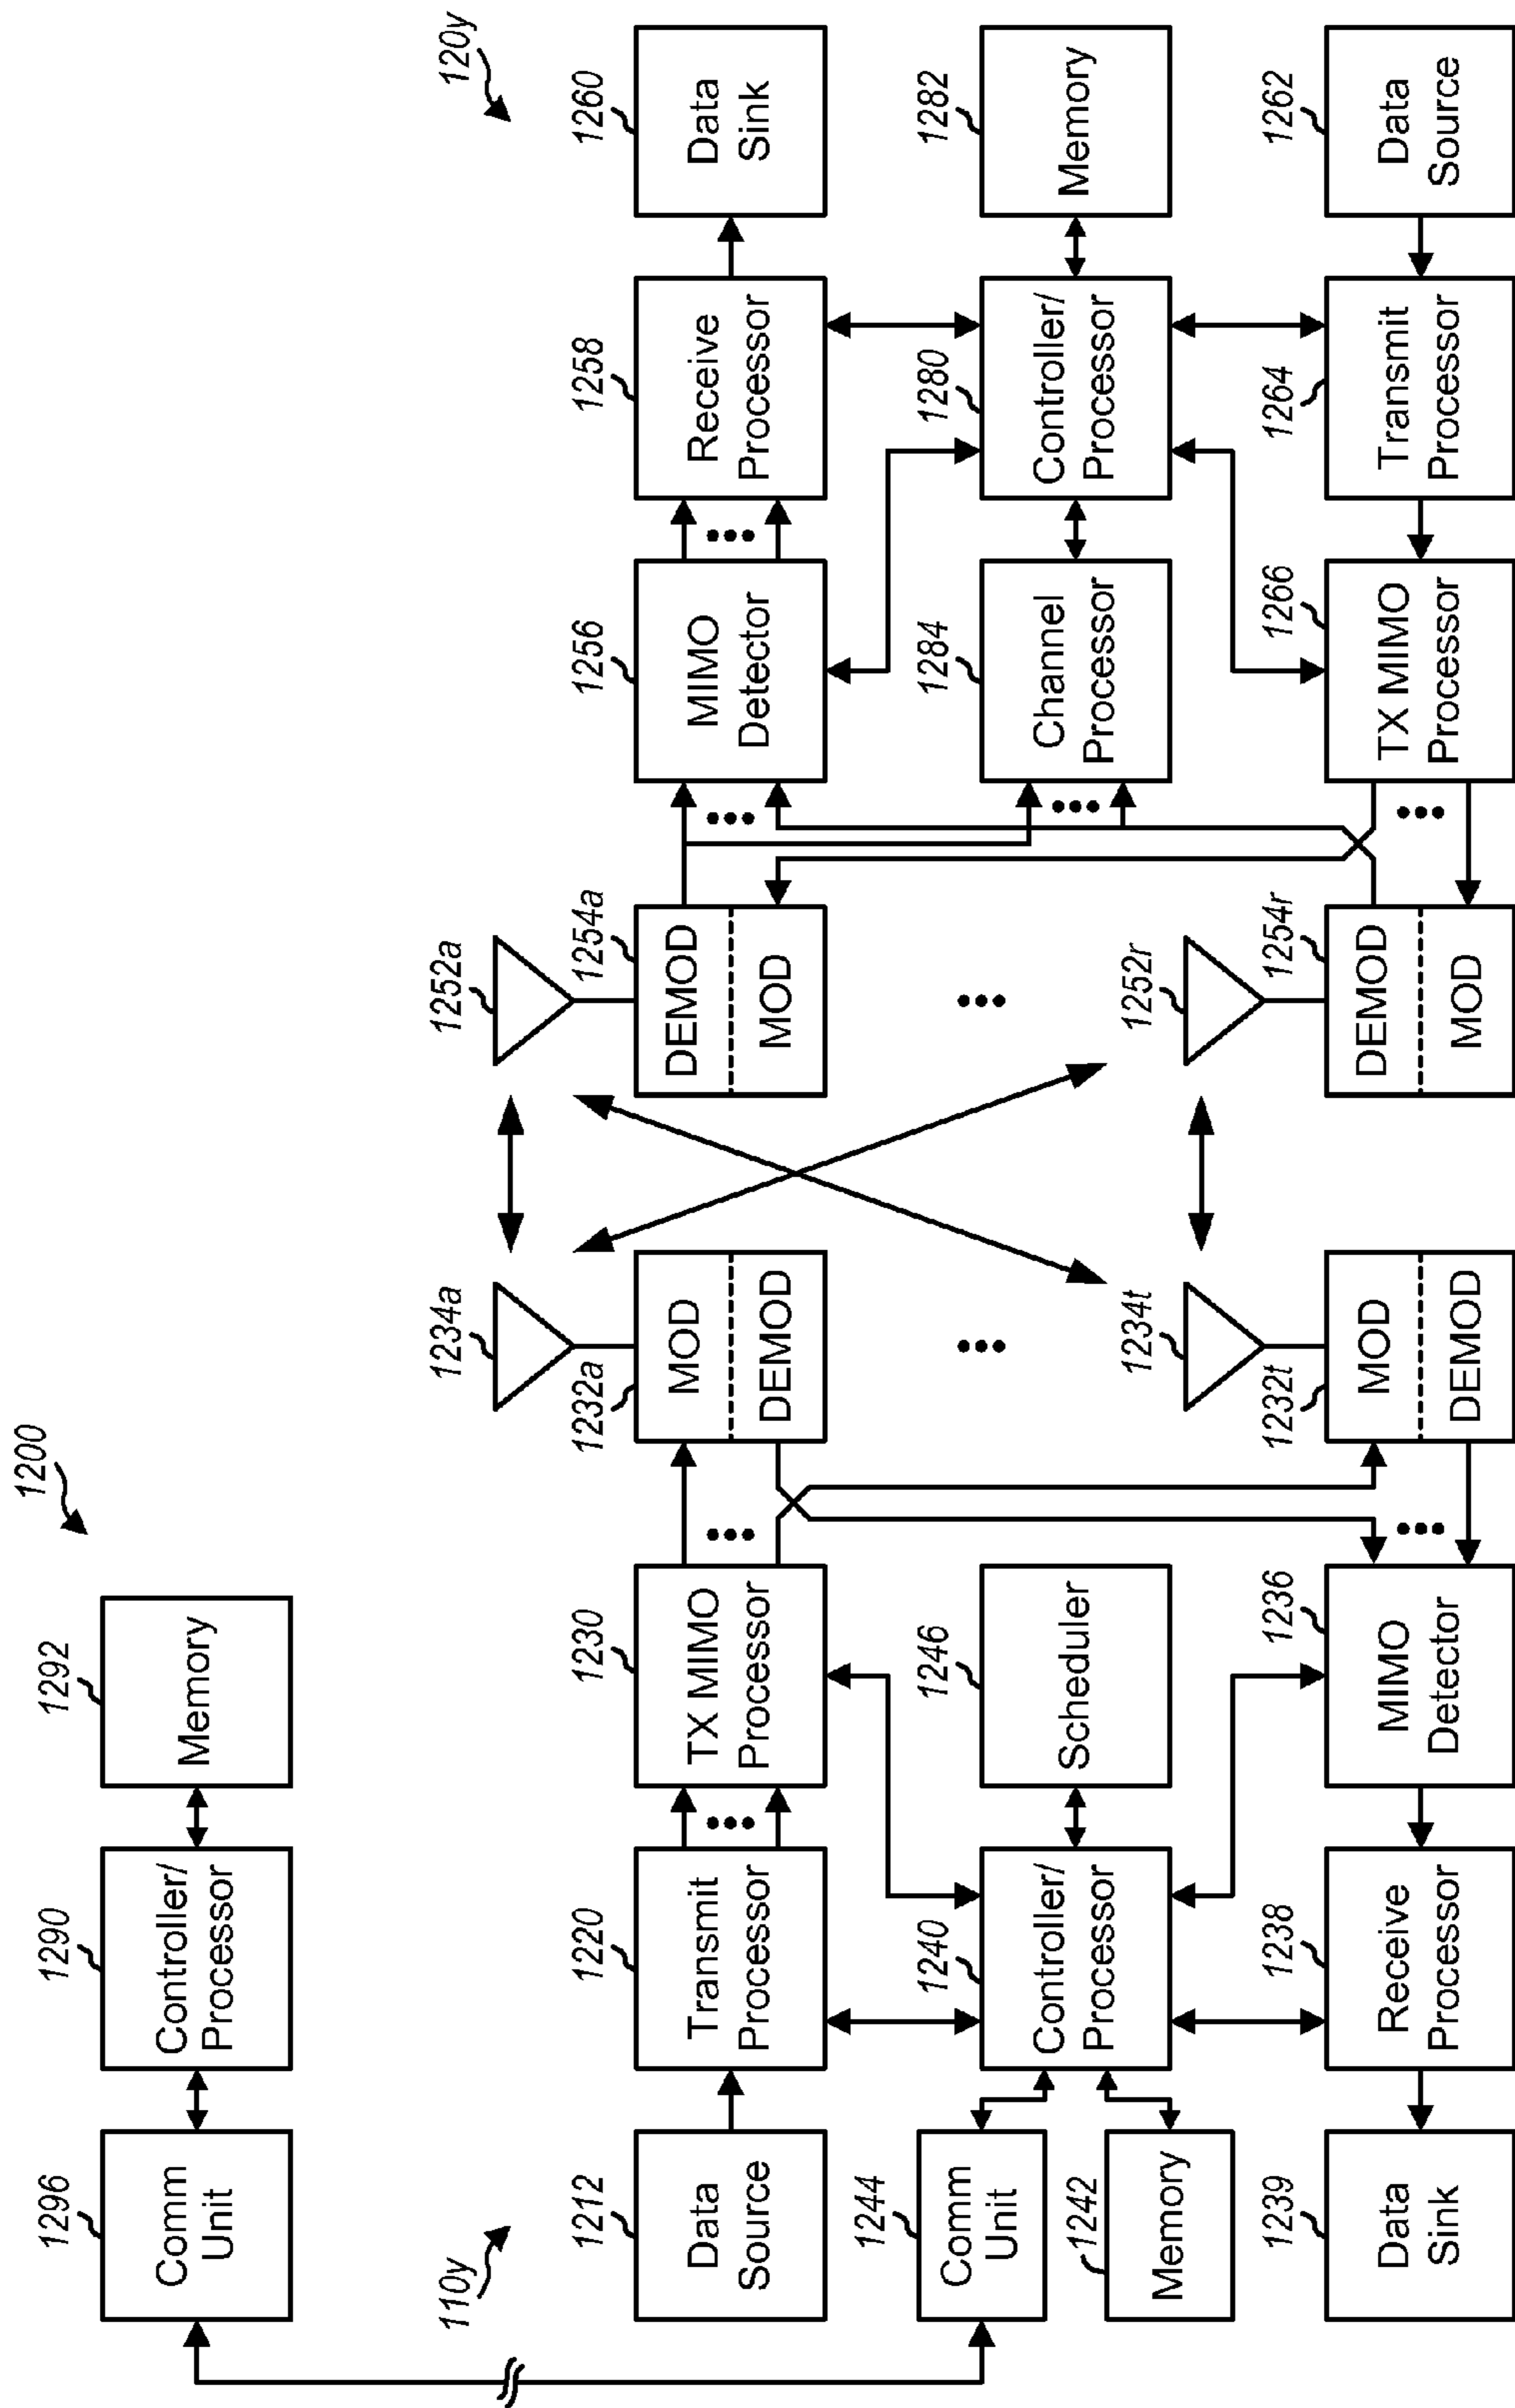 1200
1296
Comm
Unit
1290
Controller/
Processor
1292
Memory
110y
120y
1212
Data
Source
1220
Transmit
Processor
1230
TX MIMO
Processor
1234a
1232a
MOD
DEMOD
1252a
1254a
DEMOD
MOD
1256
MIMO
Detector
1258
Receive
Processor
1260
Data
Sink
1244
Comm
Unit
1242
Memory
1240
Controller/
Processor
1246
Scheduler
1284
Channel
Processor
1280
Controller/
Processor
1282
Memory
1239
Data
Sink
1238
Receive
Processor
1236
MIMO
Detector
1234t
1232t
MOD
DEMOD
1252r
1254r
DEMOD
MOD
1266
TX MIMO
Processor
1264
Transmit
Processor
1262
Data
Source